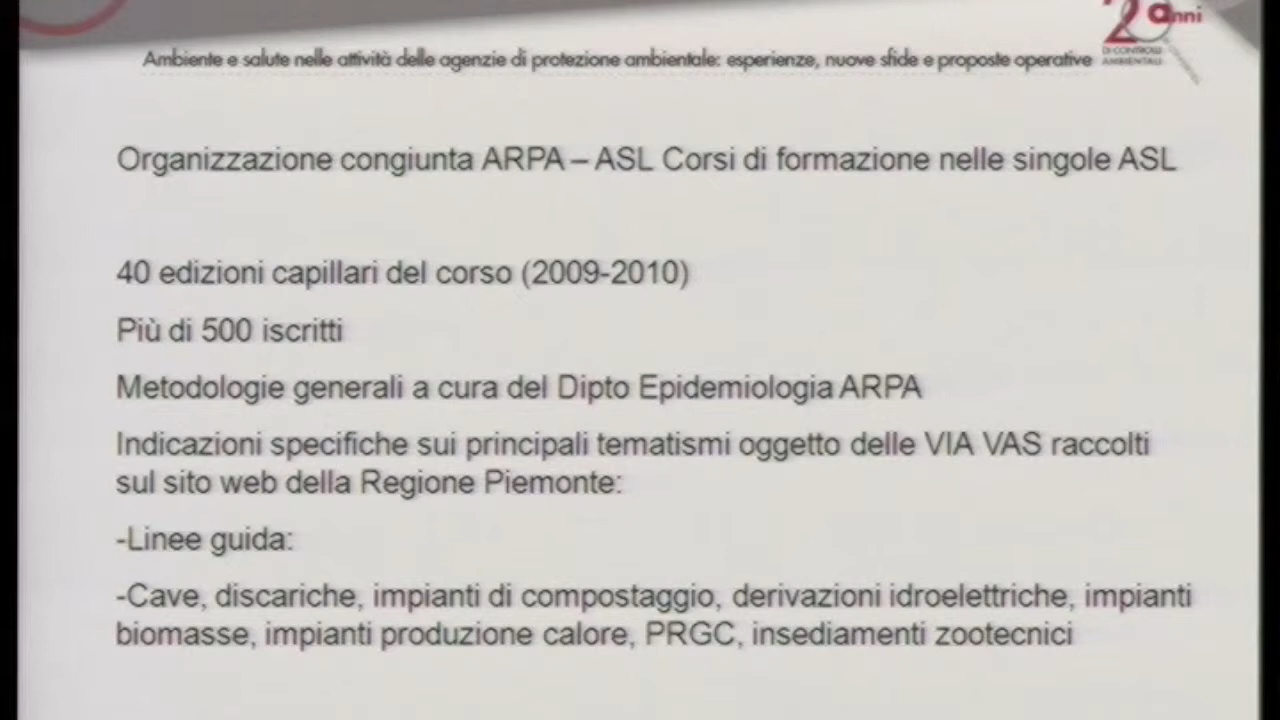 20 anni
DI CONTROLLI
AMBIENTALI
Ambiente e salute nelle attività delle agenzie di protezione ambientale: esperienze, nuove sfide e proposte operative
Organizzazione congiunta ARPA – ASL Corsi di formazione nelle singole ASL
40 edizioni capillari del corso (2009-2010)
Più di 500 iscritti
Metodologie generali a cura del Dipto Epidemiologia ARPA
Indicazioni specifiche sui principali tematismi oggetto delle VIA VAS raccolti
sul sito web della Regione Piemonte:
-Linee guida:
-Cave, discariche, impianti di compostaggio, derivazioni idroelettriche, impianti
biomasse, impianti produzione calore, PRGC, insediamenti zootecnici